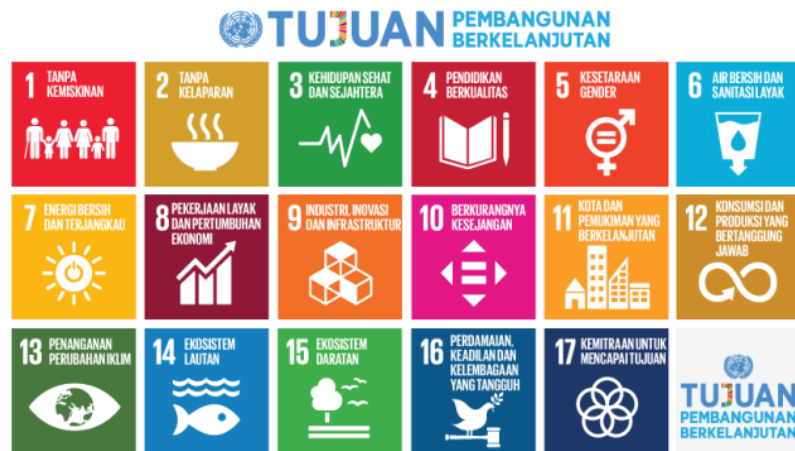 TUJUAN PEMBANGUNAN
BERKELANJUTAN
1 TANPA
KEMISKINAN
2 TANPA
KELAPARAN
3 KEHIDUPAN SEHAT
DAN SEJAHTERA
4 PENDIDIKAN
BERKUALITAS
5 KESETARAAN
GENDER
6 AIR BERSIH DAN
SANITASI LAYAK
7 ENERGI BERSIH
DAN TERJANGKAU
8 PEKERJAAN LAYAK
DAN PERTUMBUHAN
EKONOMI
9 INDUSTRI, INOVASI
DAN INFRASTRUKTUR
10 BERKURANGNYA
KESEJANGAN
11 KOTA DAN
PEMUKIMAN YANG
BERKELANJUTAN
12 KONSUMSI DAN
PRODUKSI YANG
BERTANGGUNG
JAWAB
13 PENANGANAN
PERUBAHAN IKLIM
14 EKOSISTEM
LAUTAN
15 EKOSISTEM
DARATAN
16 PERDAMAIAN,
KEADILAN DAN
KELEMBAGAAN
YANG TANGGUH
17 KEMITRAAN UNTUK
MENCAPAI TUJUAN
TUJUAN
PEMBANGUNAN
BERKELANJUTAN